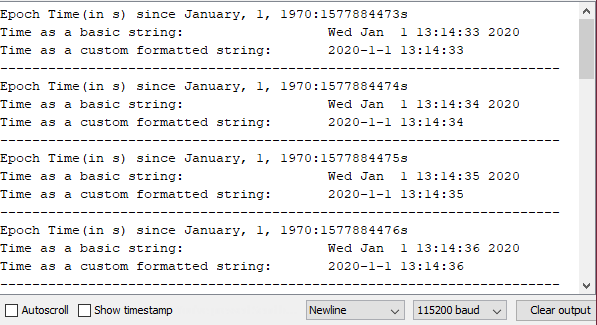 Epoch Time(in s) since January, 1, 1970:1577884473s
Time as a basic string:                  Wed Jan  1 13:14:33 2020
Time as a custom formatted string:       2020-1-1 13:14:33
----------------------------------------------------------------------
Epoch Time(in s) since January, 1, 1970:1577884474s
Time as a basic string:                  Wed Jan  1 13:14:34 2020
Time as a custom formatted string:       2020-1-1 13:14:34
----------------------------------------------------------------------
Epoch Time(in s) since January, 1, 1970:1577884475s
Time as a basic string:                  Wed Jan  1 13:14:35 2020
Time as a custom formatted string:       2020-1-1 13:14:35
----------------------------------------------------------------------
Epoch Time(in s) since January, 1, 1970:1577884476s
Time as a basic string:                  Wed Jan  1 13:14:36 2020
Time as a custom formatted string:       2020-1-1 13:14:36
----------------------------------------------------------------------
Autoscroll Show timestamp Newline 115200 baud Clear output